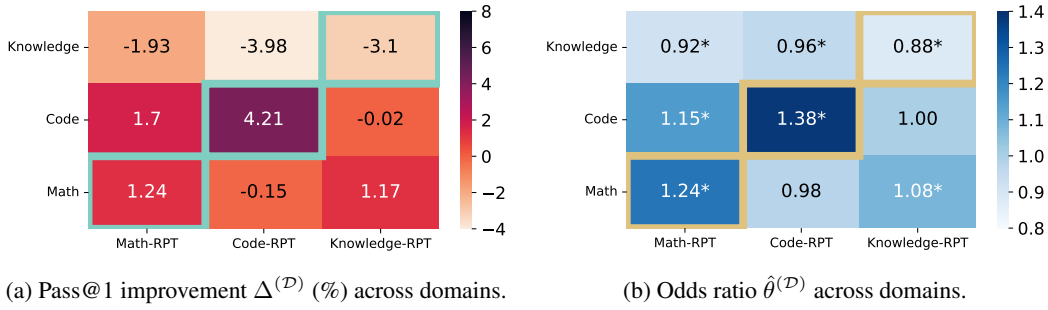 Knowledge -1.93 -3.98 -3.1
Code 1.7 4.21 -0.02
Math 1.24 -0.15 1.17
Math-RPT Code-RPT Knowledge-RPT
8
6
4
2
0
−2
−4
(a) Pass@1 improvement Δ^(𝒟) (%) across domains.
Knowledge 0.92* 0.96* 0.88*
Code 1.15* 1.38* 1.00
Math 1.24* 0.98 1.08*
Math-RPT Code-RPT Knowledge-RPT
1.4
1.3
1.2
1.1
1.0
0.9
0.8
(b) Odds ratio θ̂^(𝒟) across domains.